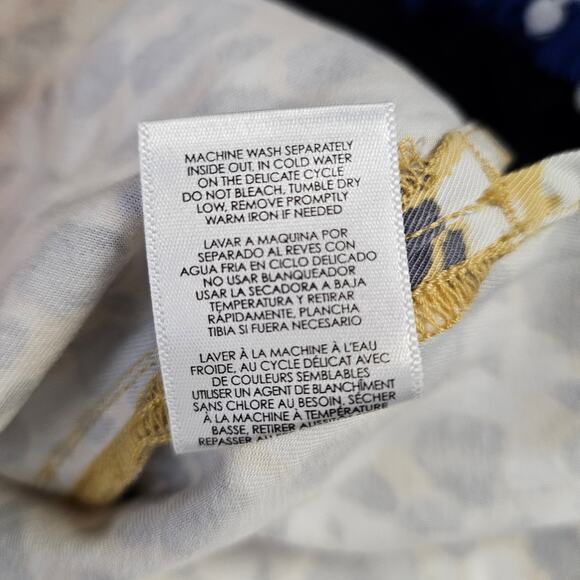 MACHINE WASH SEPARATELY
INSIDE OUT, IN COLD WATER
ON THE DELICATE CYCLE
DO NOT BLEACH, TUMBLE DRY
LOW, REMOVE PROMPTLY
WARM IRON IF NEEDED
LAVAR A MAQUINA POR
SEPARADO AL REVES CON
AGUA FRIA EN CICLO DELICADO
NO USAR BLANQUEADOR
USAR LA SECADORA A BAJA
TEMPERATURA Y RETIRAR
RÁPIDAMENTE, PLANCHA
TIBIA SI FUERA NECESARIO
LAVER À LA MACHINE À L'EAU
FROIDE, AU CYCLE DÉLICAT AVEC
DE COULEURS SEMBLABLES
UTILISER UN AGENT DE BLANCHÎMENT
SANS CHLORE AU BESOIN. SÉCHER
À LA MACHINE À TEMPÉRATURE
BASSE, RETIRER AUSSI
REPASSER AU